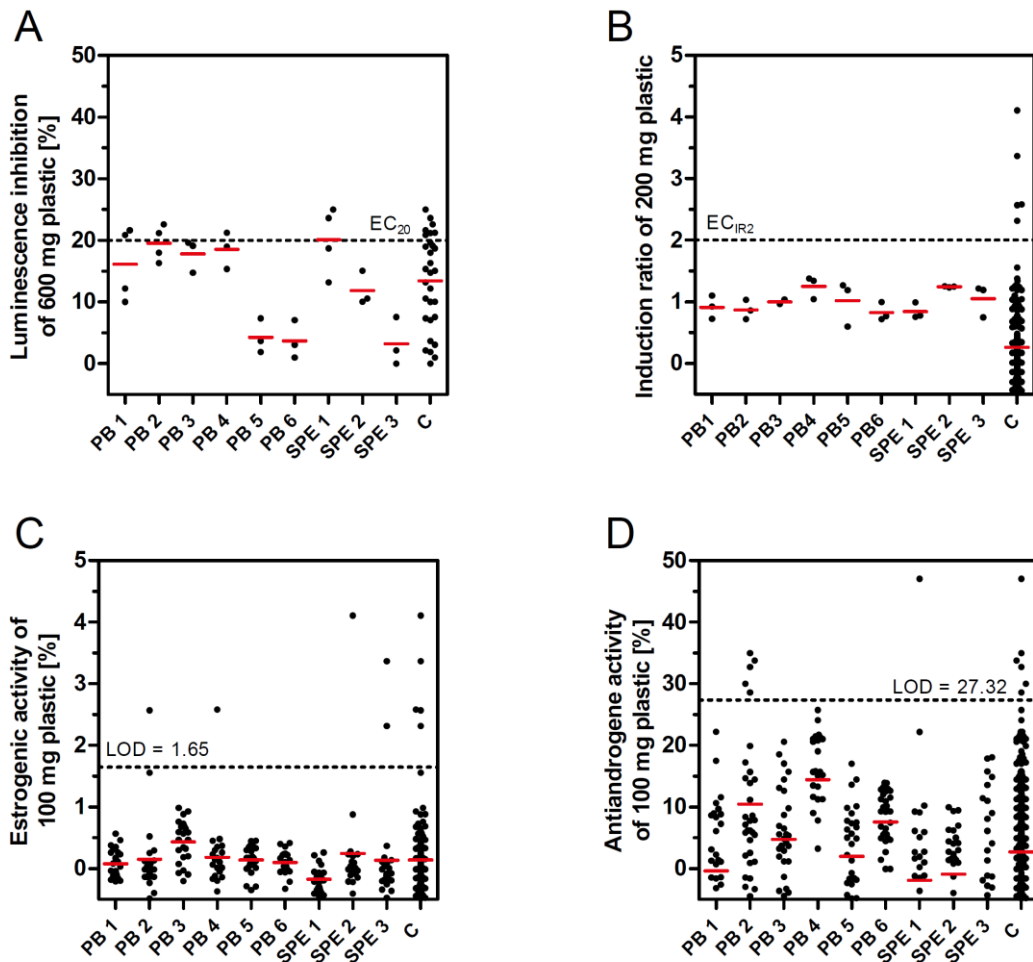 A
Luminescence inhibition
of 600 mg plastic [%]
50
40
30
20
10
0
EC20
PB 1
PB 2
PB 3
PB 4
PB 5
PB 6
SPE 1
SPE 2
SPE 3
C
B
Induction ratio of 200 mg plastic
5
4
3
2
1
0
ECIR2
PB1
PB2
PB3
PB4
PB5
PB6
SPE 1
SPE 2
SPE 3
C
C
Estrogenic activity of
100 mg plastic [%]
5
4
3
2
1
0
LOD = 1.65
PB 1
PB 2
PB 3
PB 4
PB 5
PB 6
SPE 1
SPE 2
SPE 3
C
D
Antiandrogene activity
of 100 mg plastic [%]
50
40
30
20
10
0
LOD = 27.32
PB 1
PB 2
PB 3
PB 4
PB 5
PB 6
SPE 1
SPE 2
SPE 3
C